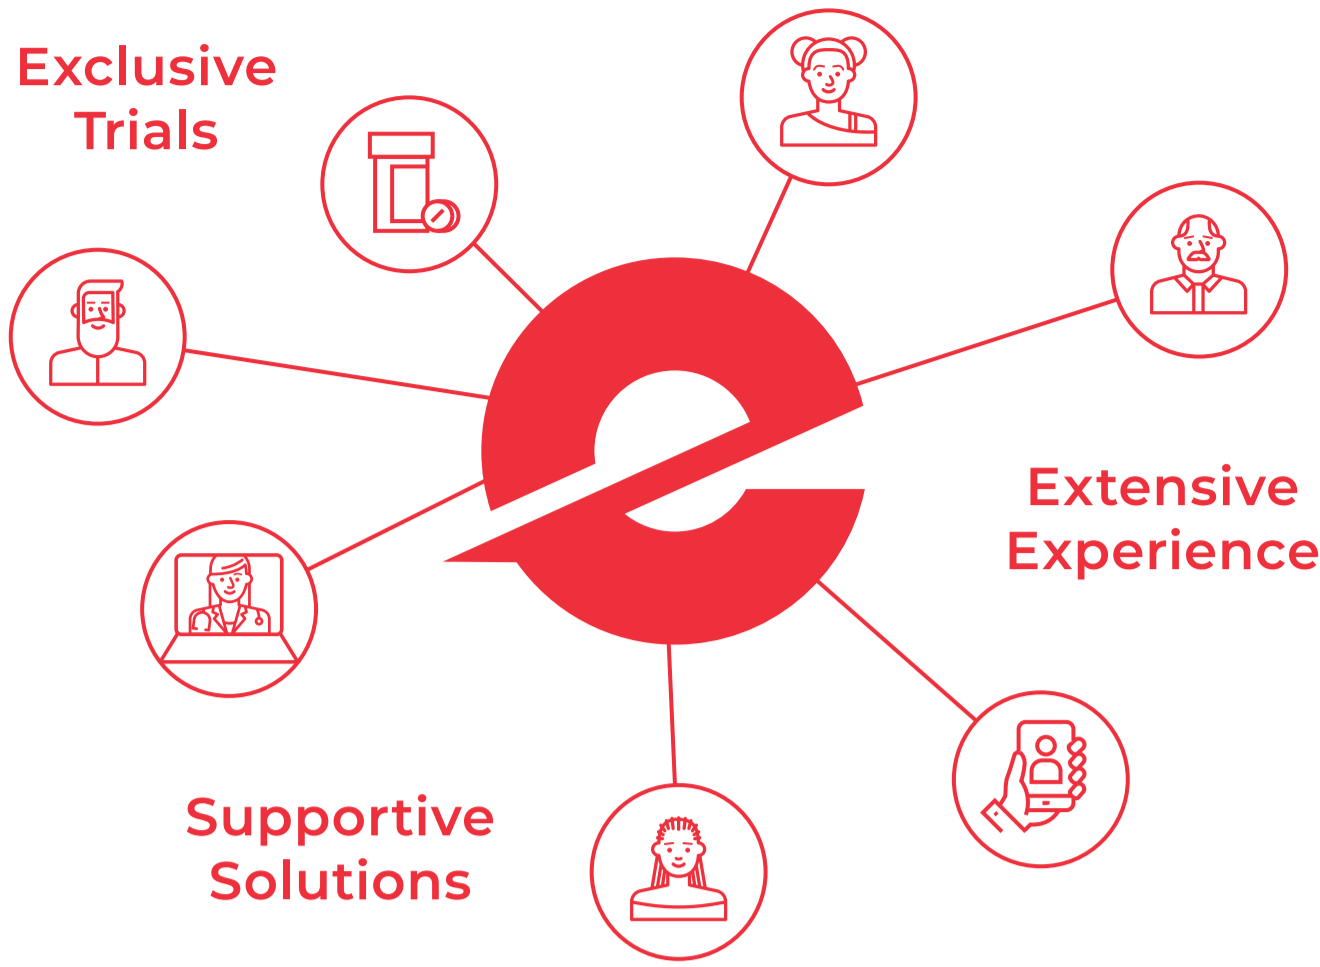 Exclusive
Trials
Extensive
Experience
Supportive
Solutions